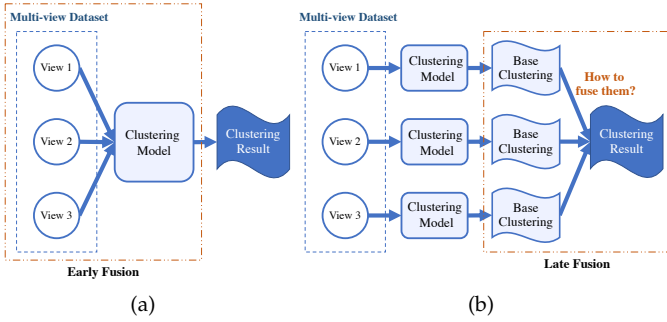 Multi-view Dataset
View 1
View 2
View 3
Clustering
Model
Clustering
Result
Early Fusion
(a)
Multi-view Dataset
View 1
Clustering
Model
Base
Clustering
View 2
Clustering
Model
Base
Clustering
View 3
Clustering
Model
Base
Clustering
How to
fuse them?
Clustering
Result
Late Fusion
(b)